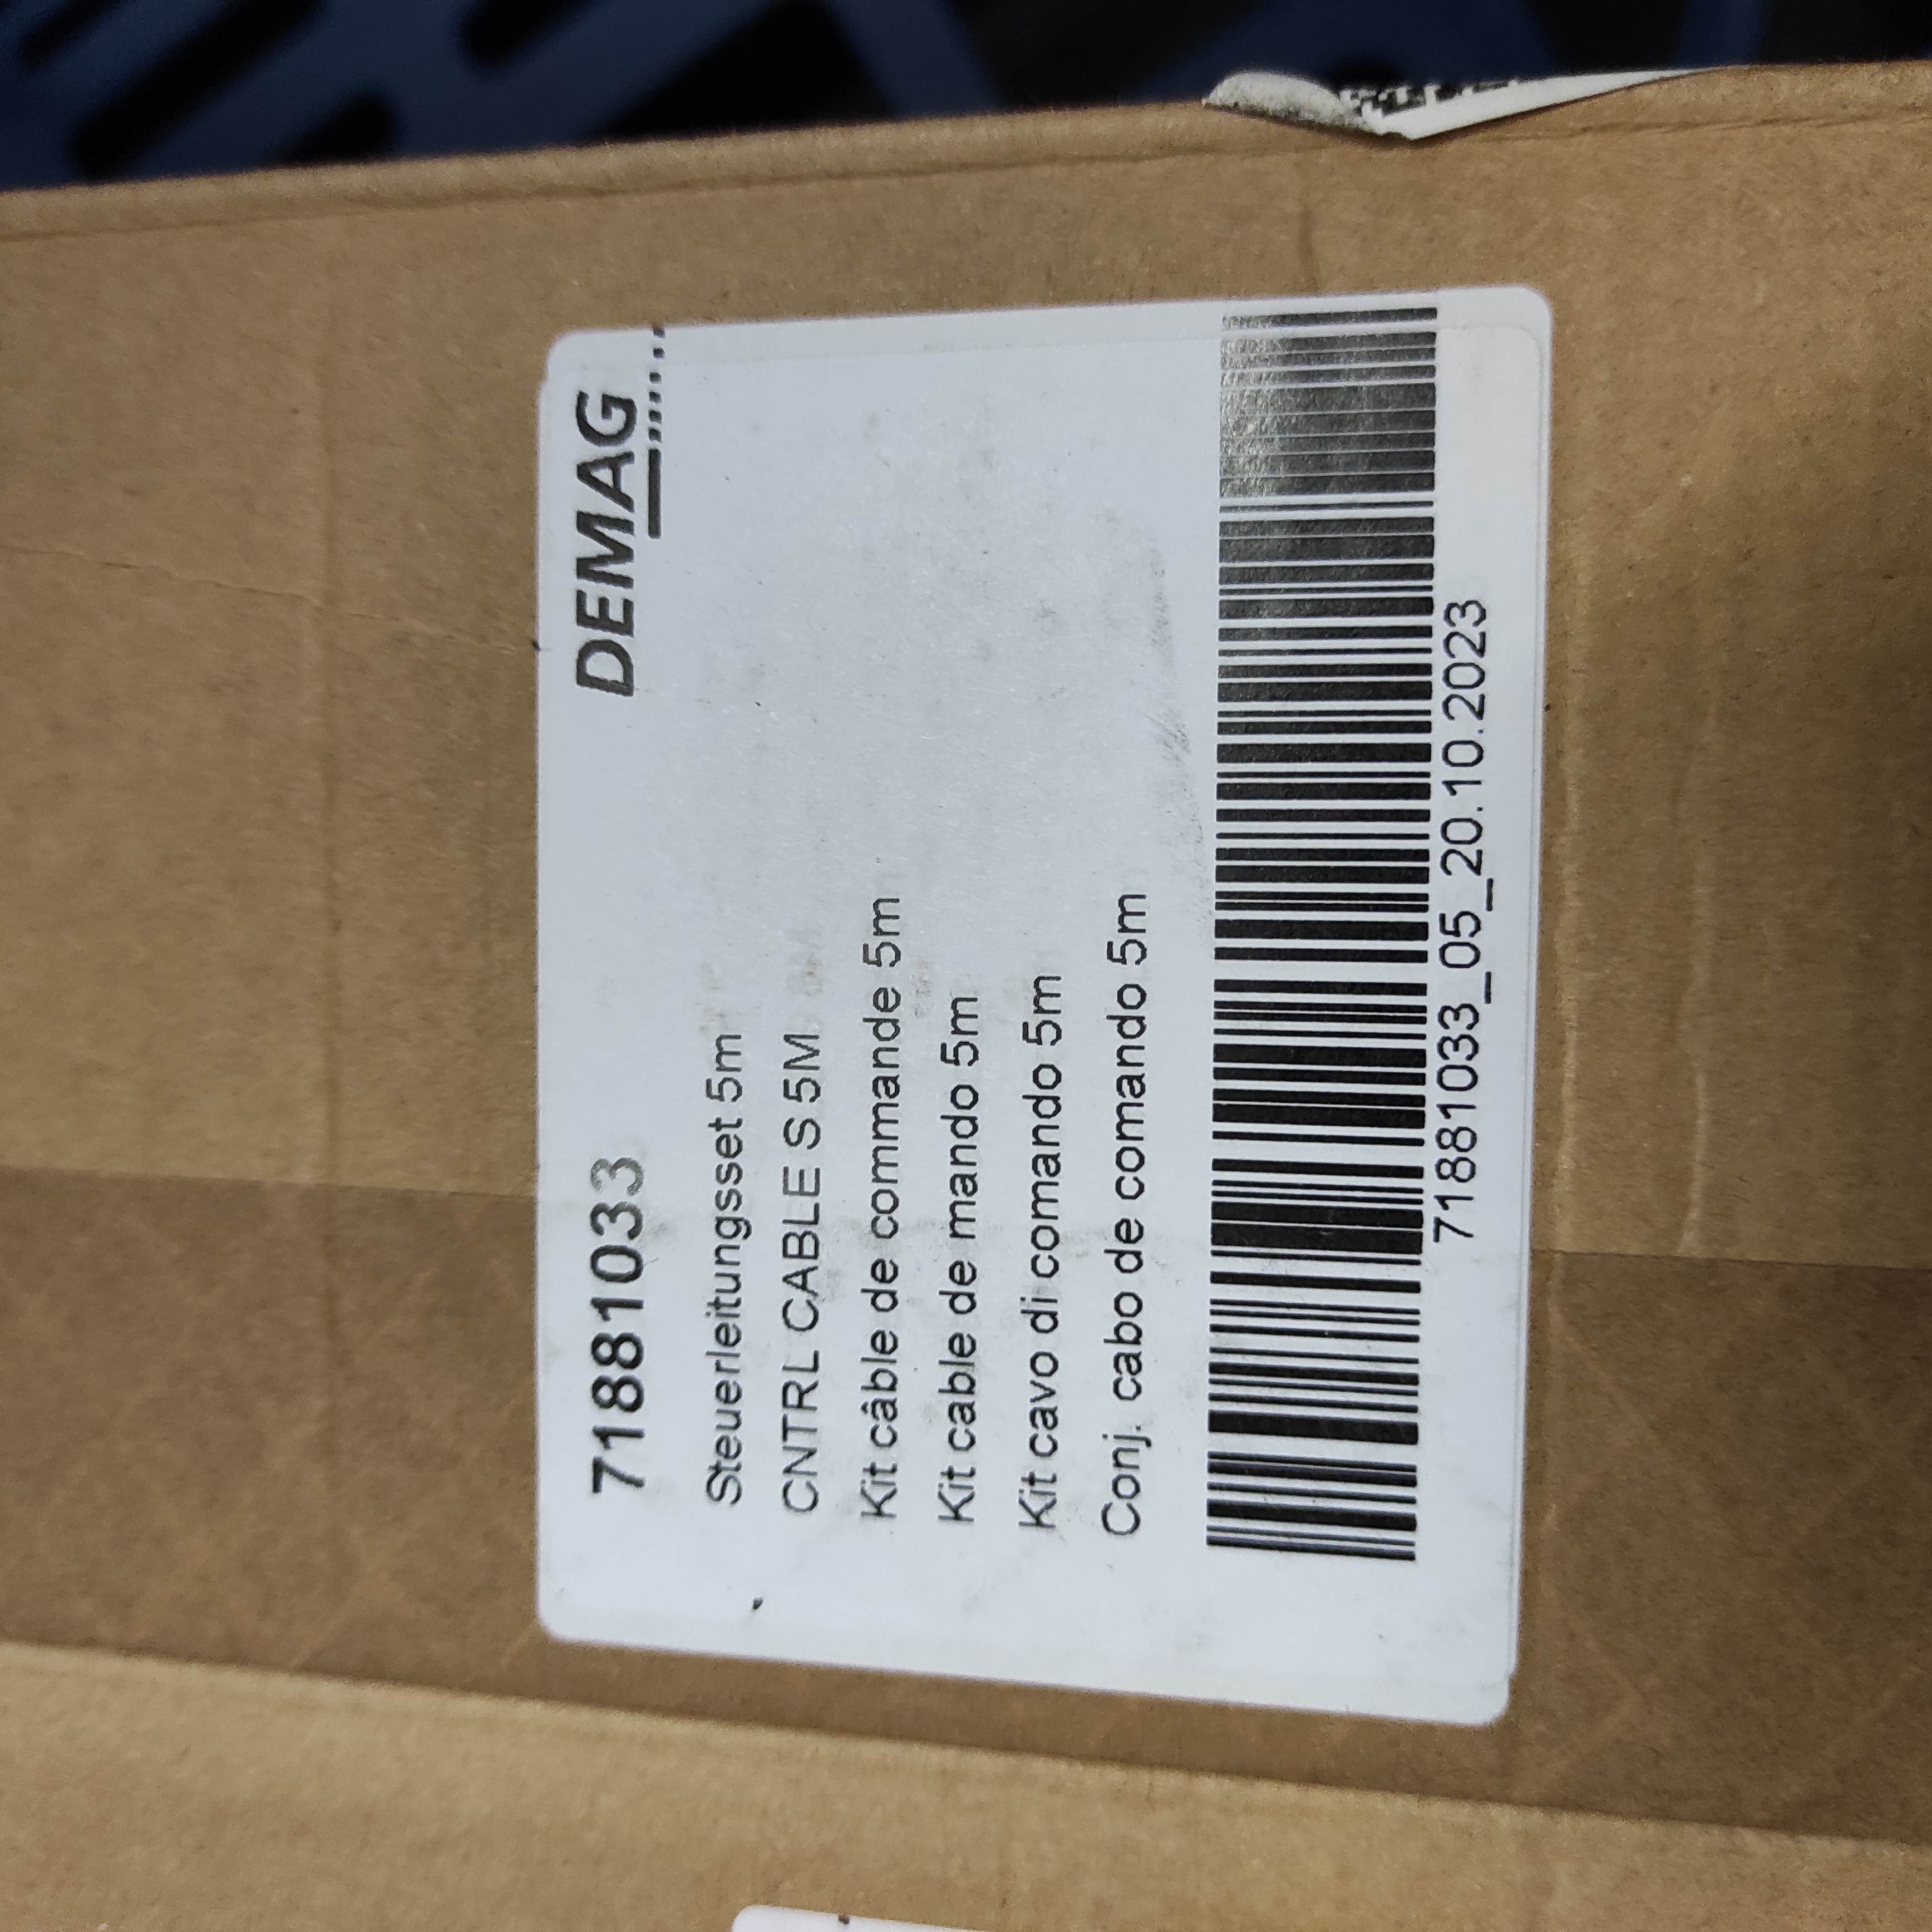 71881033 DEMAG
Steuerleitungsset 5m
CNTRL CABLE S 5M
Kit câble de commande 5m
Kit cable de mando 5m
Kit cavo di comando 5m
Conj. cabo de comando 5m
71881033_05_20.10.2023